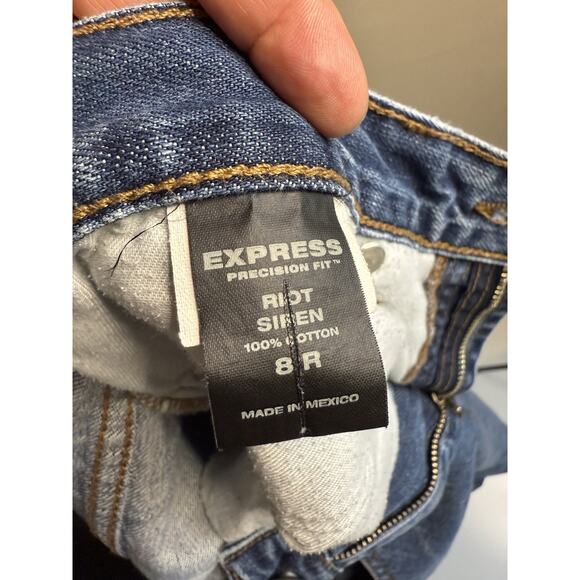 EXPRESS
PRECISION FIT™
RIOT
SIREN
100% COTTON
8 R
MADE IN MEXICO